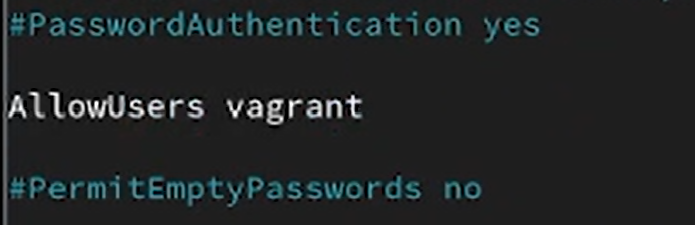 #PasswordAuthentication yes
AllowUsers vagrant
#PermitEmptyPasswords no